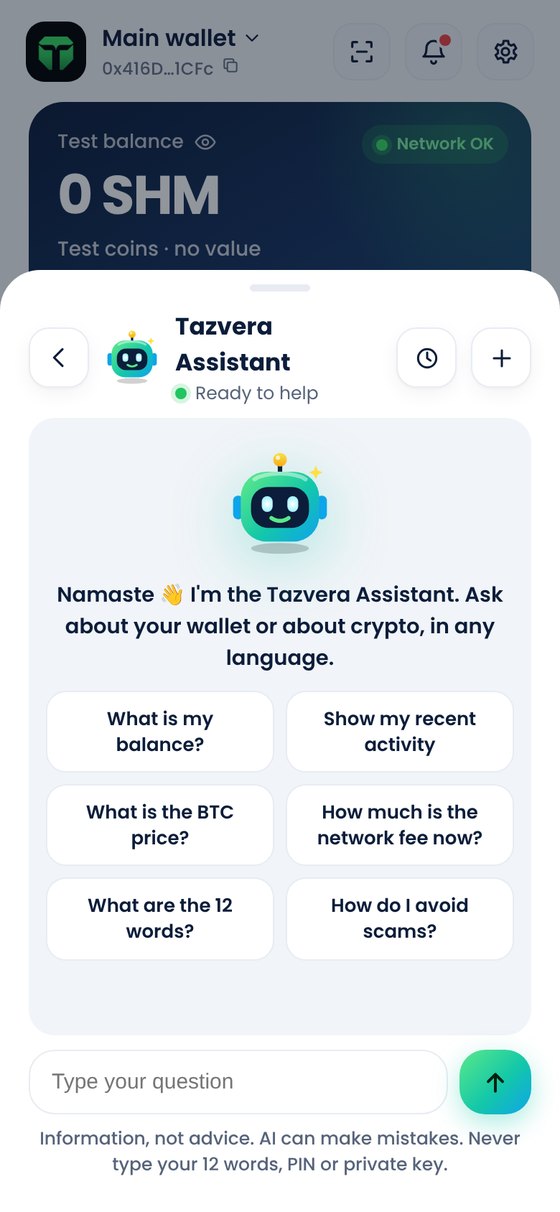 Main wallet
0x416D...1CFc
Test balance
Network OK
0 SHM
Test coins · no value
Tazvera
Assistant
Ready to help
Namaste 👋 I'm the Tazvera Assistant. Ask
about your wallet or about crypto, in any
language.
What is my
balance?
Show my recent
activity
What is the BTC
price?
How much is the
network fee now?
What are the 12
words?
How do I avoid
scams?
Type your question
Information, not advice. AI can make mistakes. Never
type your 12 words, PIN or private key.